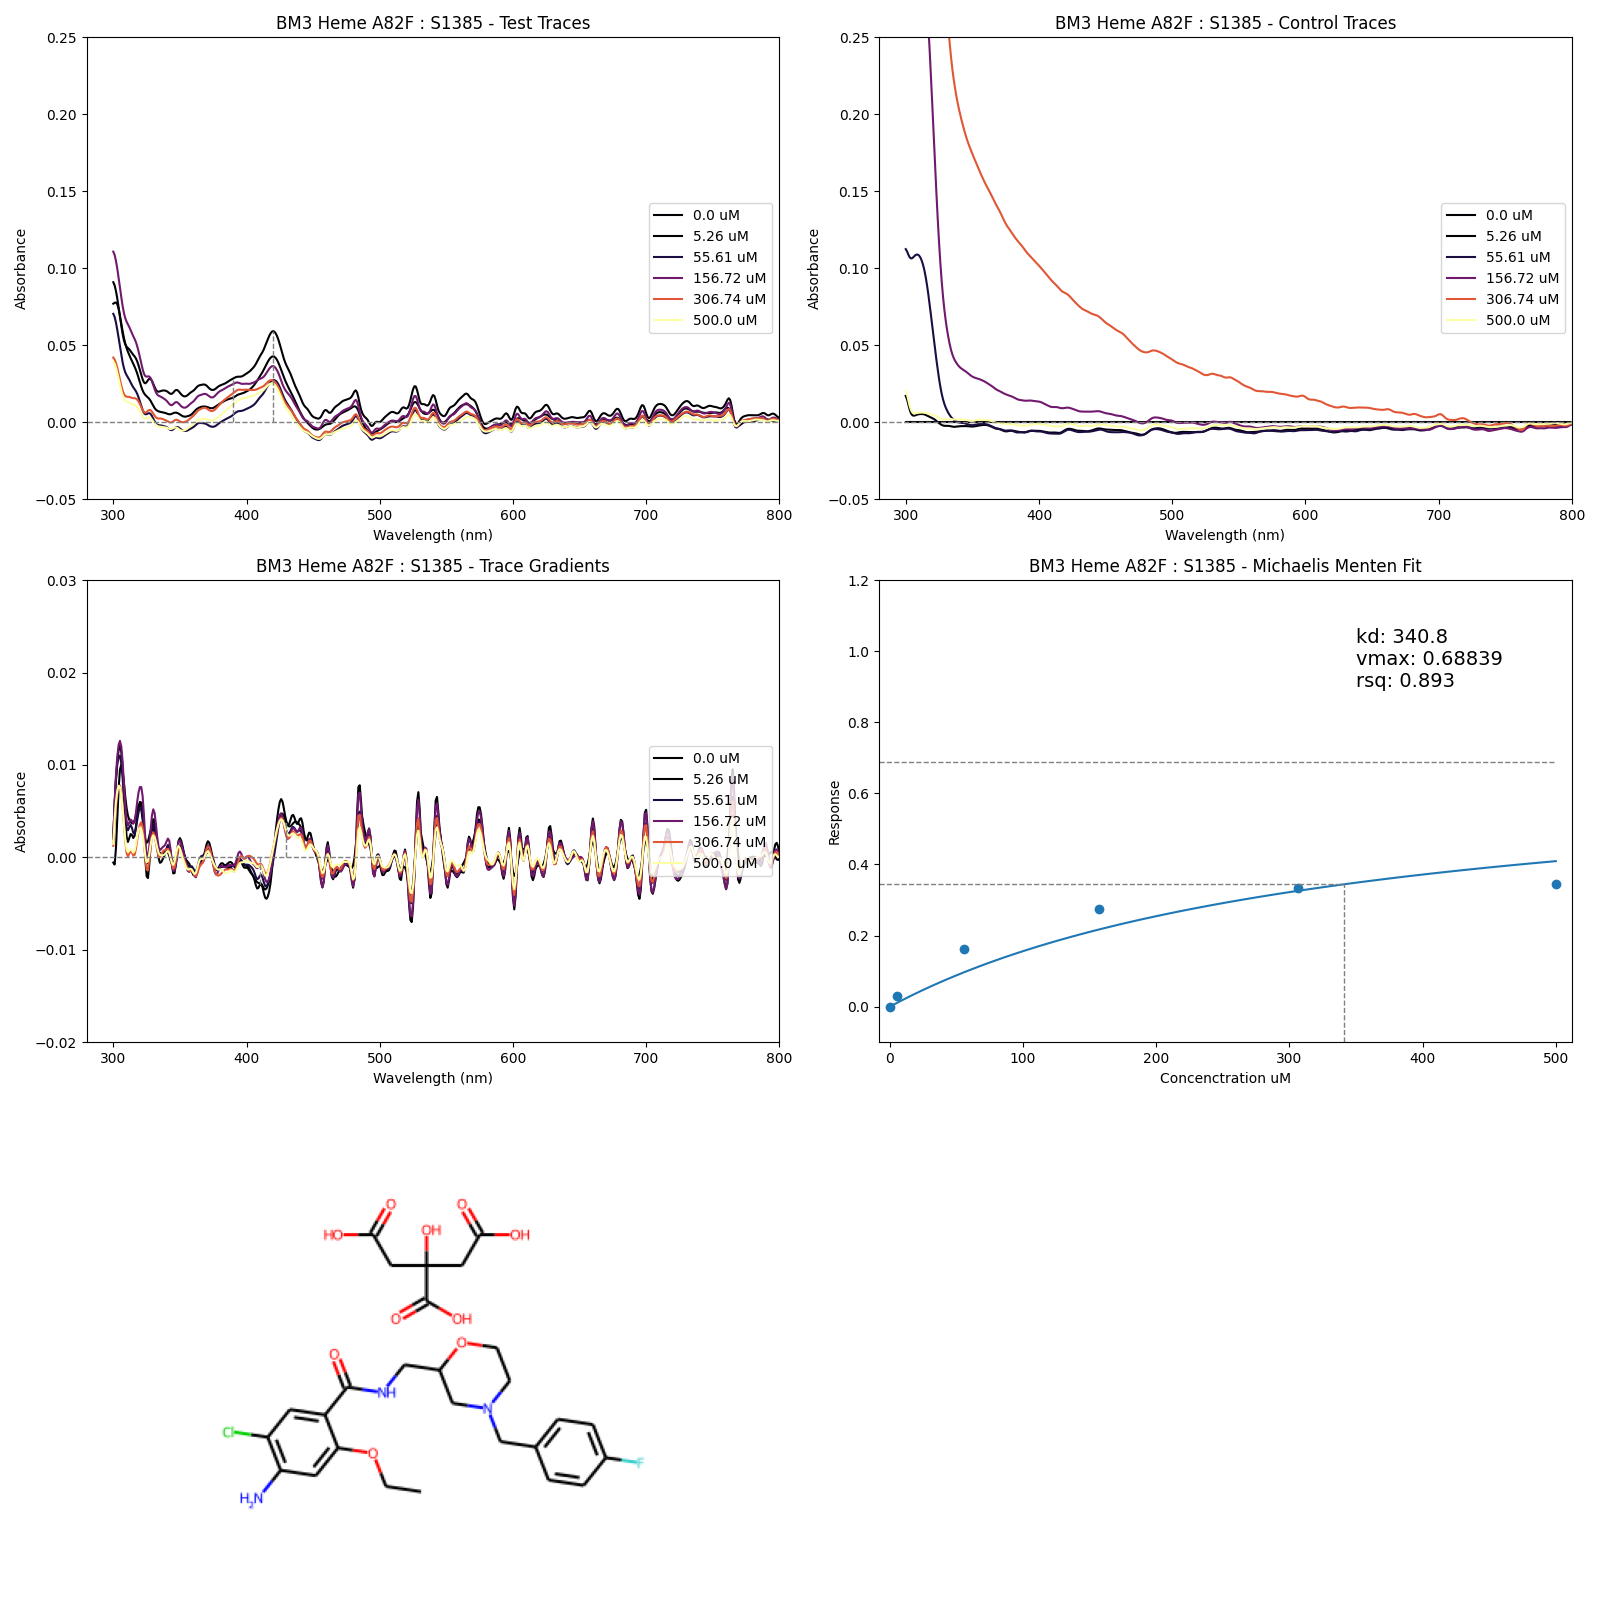 BM3 Heme A82F : S1385 - Test Traces
0.25
0.20
0.15
0.10
0.05
0.00
−0.05
Absorbance
300
400
500
600
700
800
Wavelength (nm)
0.0 uM
5.26 uM
55.61 uM
156.72 uM
306.74 uM
500.0 uM
BM3 Heme A82F : S1385 - Control Traces
0.25
0.20
0.15
0.10
0.05
0.00
−0.05
Absorbance
300
400
500
600
700
800
Wavelength (nm)
0.0 uM
5.26 uM
55.61 uM
156.72 uM
306.74 uM
500.0 uM
BM3 Heme A82F : S1385 - Trace Gradients
0.03
0.02
0.01
0.00
−0.01
−0.02
Absorbance
300
400
500
600
700
800
Wavelength (nm)
0.0 uM
5.26 uM
55.61 uM
156.72 uM
306.74 uM
500.0 uM
BM3 Heme A82F : S1385 - Michaelis Menten Fit
1.2
1.0
0.8
0.6
0.4
0.2
0.0
Response
kd: 340.8
vmax: 0.68839
rsq: 0.893
0
100
200
300
400
500
Concenctration uM
O
O
HO
OH
OH
O
OH
O
O
NH
N
Cl
O
F
H2N